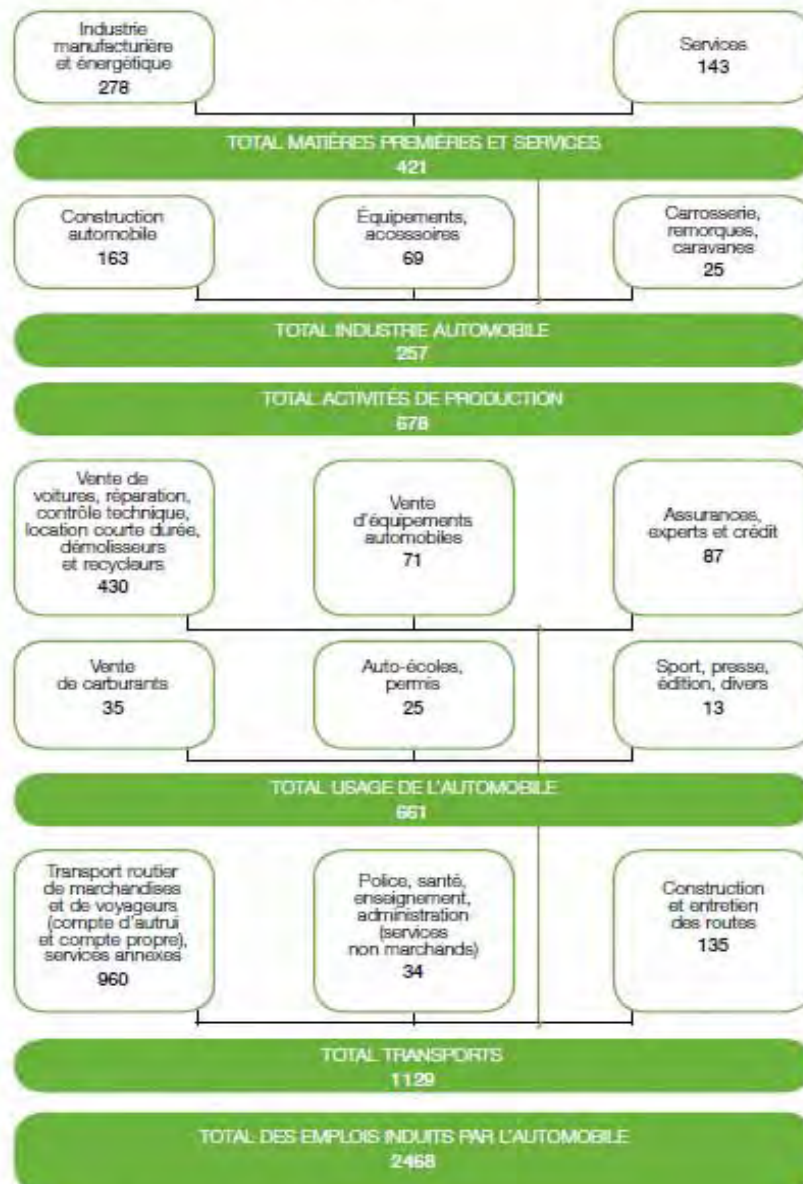 Industrie
manufacturière
et énergétique
278
Services
143
TOTAL MATIÈRES PREMIÈRES ET SERVICES
421
Construction
automobile
163
Équipements,
accessoires
69
Carrosserie,
remorques,
caravanes
25
TOTAL INDUSTRIE AUTOMOBILE
257
TOTAL ACTIVITÉS DE PRODUCTION
678
Vente de
voitures, réparation,
contrôle technique,
location courte durée,
démolisseurs
et recycleurs
430
Vente
d'équipements
automobiles
71
Assurances,
experts et crédit
87
Vente
de carburants
35
Auto-écoles,
permis
25
Sport, presse,
édition, divers
13
TOTAL USAGE DE L'AUTOMOBILE
661
Transport routier
de marchandises
et de voyageurs
(compte d'autrui
et compte propre),
services annexes
960
Police, santé,
enseignement,
administration
(services
non marchands)
34
Construction
et entretien
des routes
135
TOTAL TRANSPORTS
1129
TOTAL DES EMPLOIS INDUITS PAR L'AUTOMOBILE
2468